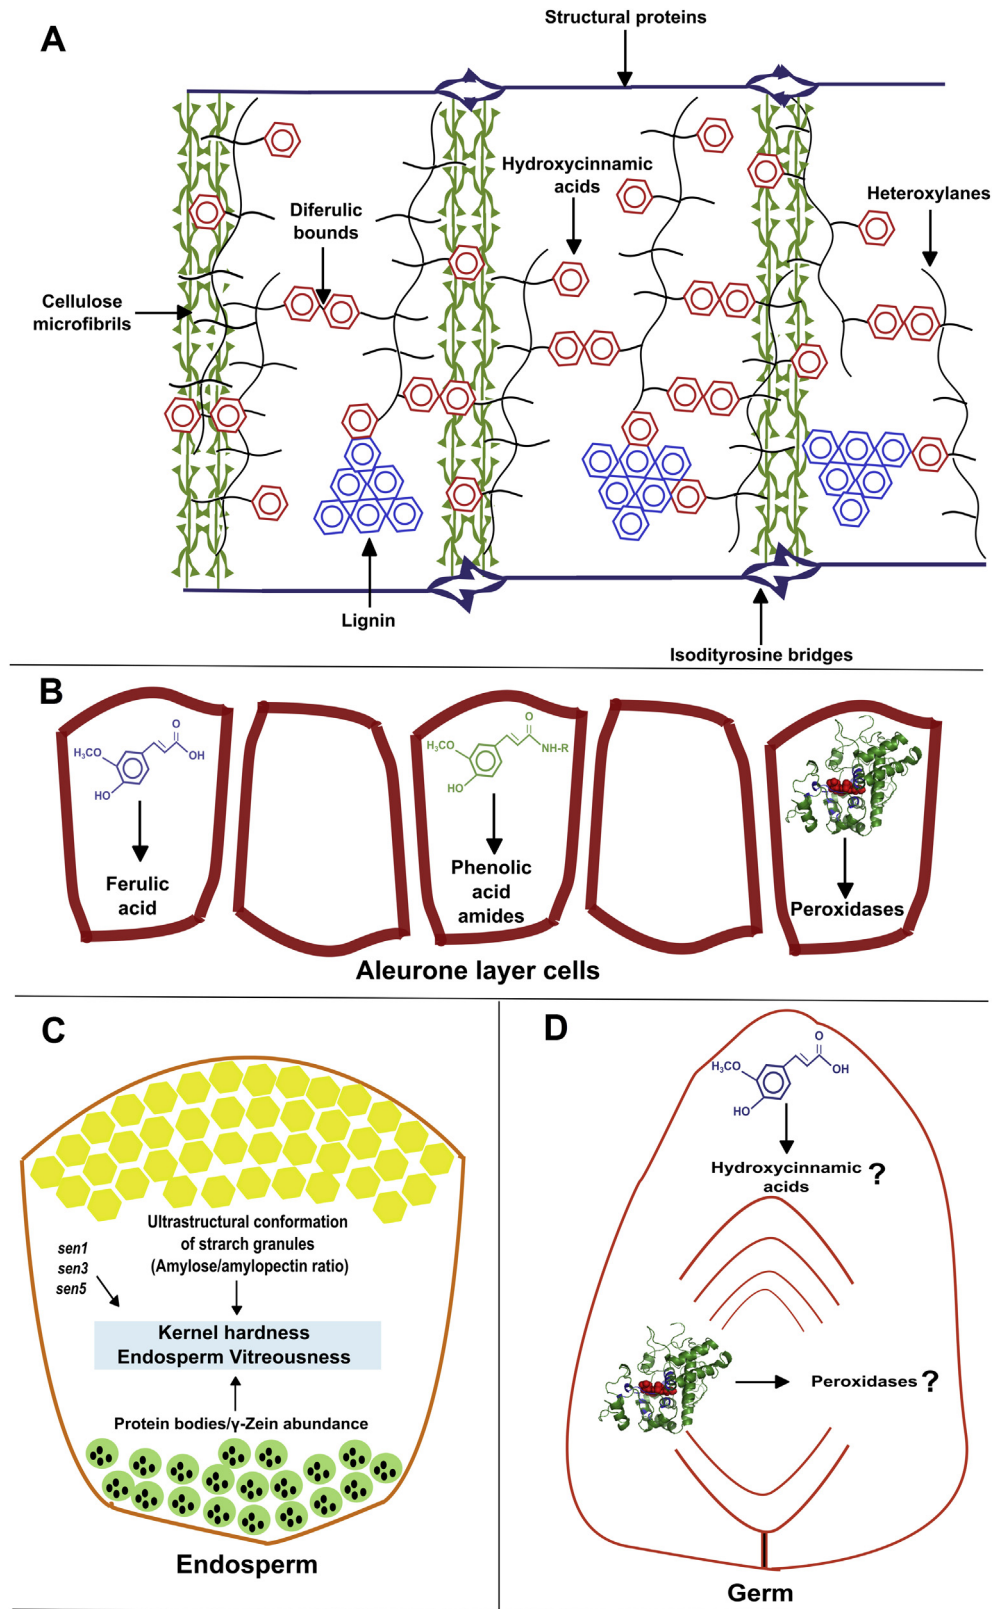 A
Structural proteins
Hydroxycinnamic
acids
Heteroxylanes
Diferulic
bounds
Cellulose
microfibrils
Lignin
Isodityrosine bridges
B
O
H₃CO
OH
HO
Ferulic
acid
O
H₃CO
NH-R
HO
Phenolic
acid
amides
Peroxidases
Aleurone layer cells
C
Ultrastructural conformation
of strarch granules
(Amylose/amylopectin ratio)
sen1
sen3
sen5
Kernel hardness
Endosperm Vitreousness
Protein bodies/γ-Zein abundance
Endosperm
D
O
H₃CO
OH
HO
Hydroxycinnamic ?
acids
Peroxidases ?
Germ